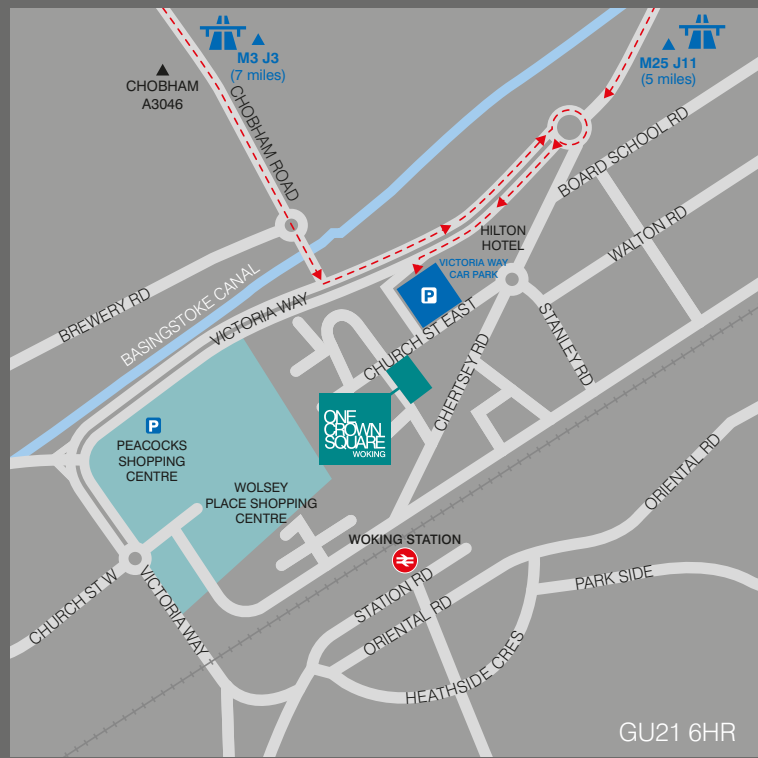 M3 J3
(7 miles)
M25 J11
(5 miles)
CHOBHAM
A3046
CHOBHAM ROAD
BOARD SCHOOL RD
WALTON RD
HILTON
HOTEL
VICTORIA WAY
CAR PARK
P
BREWERY RD
BASINGSTOKE CANAL
VICTORIA WAY
CHURCH ST EAST
STANLEY RD
CHERTSEY RD
ONE
CROWN
SQUARE
WOKING
P
PEACOCKS
SHOPPING
CENTRE
WOLSEY
PLACE SHOPPING
CENTRE
ORIENTAL RD
WOKING STATION
STATION RD
PARK SIDE
CHURCH ST W
VICTORIA WAY
ORIENTAL RD
HEATHSIDE CRES
GU21 6HR